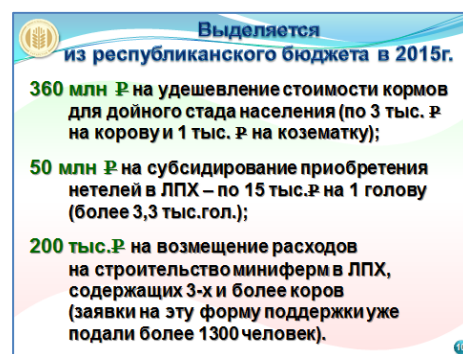 Выделяется
из республиканского бюджета в 2015г.
360 млн ₽ на удешевление стоимости кормов
для дойного стада населения (по 3 тыс. ₽
на корову и 1 тыс. ₽ на козематку);
50 млн ₽ на субсидирование приобретения
нетелей в ЛПХ – по 15 тыс.₽ на 1 голову
(более 3,3 тыс.гол.);
200 тыс.₽ на возмещение расходов
на строительство миниферм в ЛПХ,
содержащих 3-х и более коров
(заявки на эту форму поддержки уже
подали более 1300 человек).